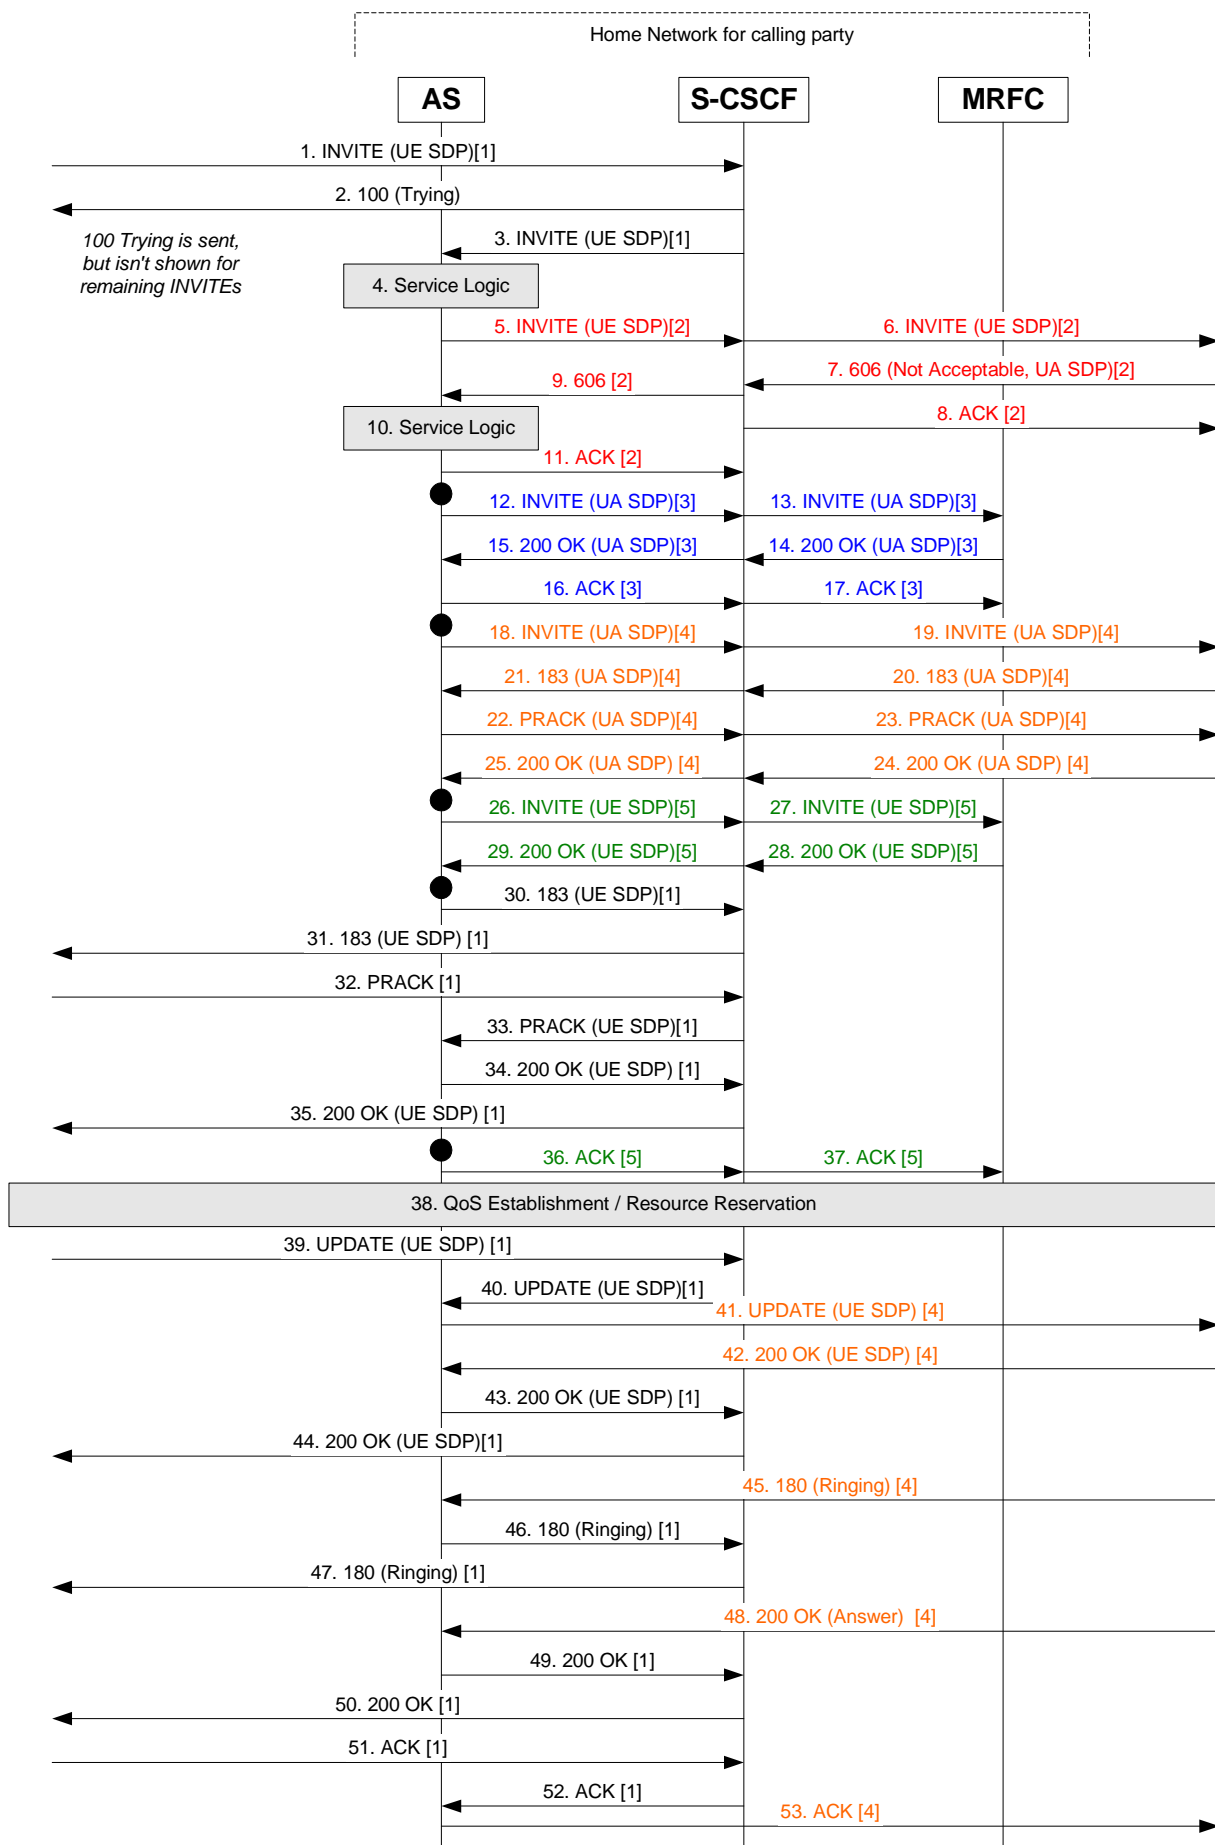 Home Network for calling party
AS
S-CSCF
MRFC
1. INVITE (UE SDP)[1]
2. 100 (Trying)
100 Trying is sent,
but isn't shown for
remaining INVITEs
3. INVITE (UE SDP)[1]
4. Service Logic
5. INVITE (UE SDP)[2]
6. INVITE (UE SDP)[2]
7. 606 (Not Acceptable, UA SDP)[2]
9. 606 [2]
8. ACK [2]
10. Service Logic
11. ACK [2]
12. INVITE (UA SDP)[3]
13. INVITE (UA SDP)[3]
15. 200 OK (UA SDP)[3]
14. 200 OK (UA SDP)[3]
16. ACK [3]
17. ACK [3]
18. INVITE (UA SDP)[4]
19. INVITE (UA SDP)[4]
21. 183 (UA SDP)[4]
20. 183 (UA SDP)[4]
22. PRACK (UA SDP)[4]
23. PRACK (UA SDP)[4]
25. 200 OK (UA SDP) [4]
24. 200 OK (UA SDP) [4]
26. INVITE (UE SDP)[5]
27. INVITE (UE SDP)[5]
29. 200 OK (UE SDP)[5]
28. 200 OK (UE SDP)[5]
30. 183 (UE SDP)[1]
31. 183 (UE SDP) [1]
32. PRACK [1]
33. PRACK (UE SDP)[1]
34. 200 OK (UE SDP) [1]
35. 200 OK (UE SDP) [1]
36. ACK [5]
37. ACK [5]
38. QoS Establishment / Resource Reservation
39. UPDATE (UE SDP) [1]
40. UPDATE (UE SDP)[1]
41. UPDATE (UE SDP) [4]
42. 200 OK (UE SDP) [4]
43. 200 OK (UE SDP) [1]
44. 200 OK (UE SDP)[1]
45. 180 (Ringing) [4]
46. 180 (Ringing) [1]
47. 180 (Ringing) [1]
48. 200 OK (Answer) [4]
49. 200 OK [1]
50. 200 OK [1]
51. ACK [1]
52. ACK [1]
53. ACK [4]